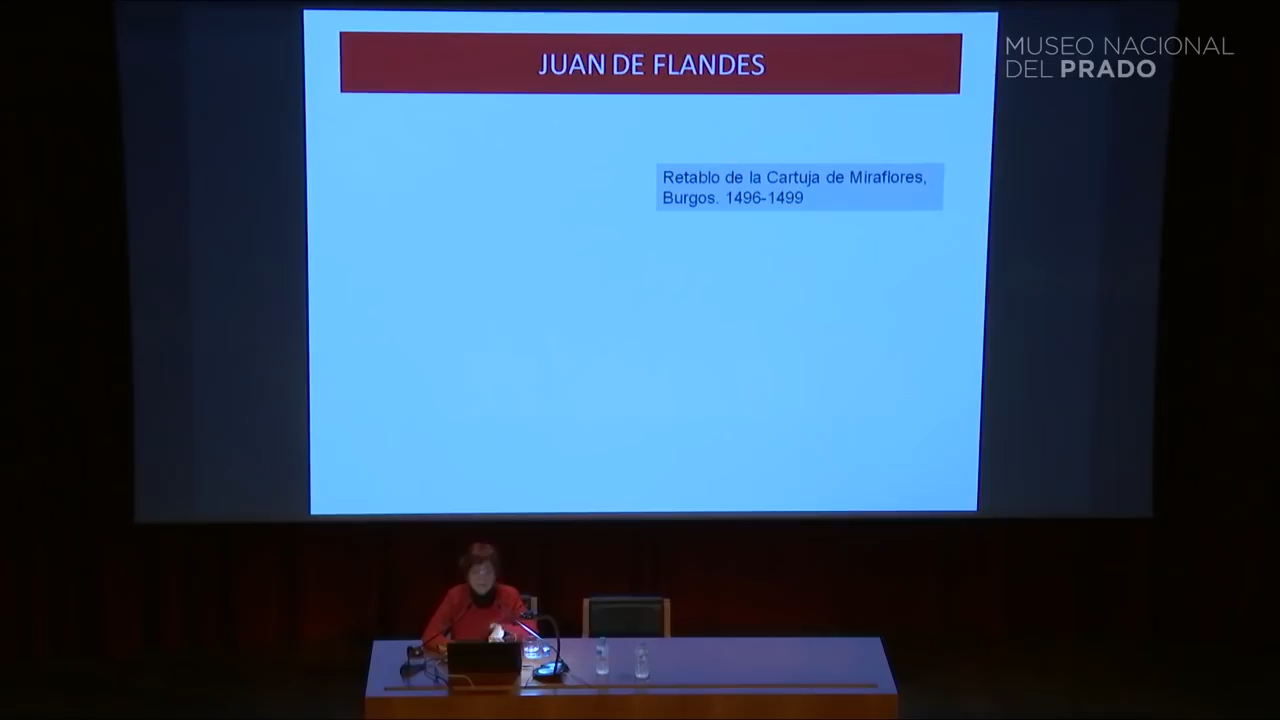 JUAN DE FLANDES
MUSEO NACIONAL
DEL PRADO
Retablo de la Cartuja de Miraflores,
Burgos. 1496-1499